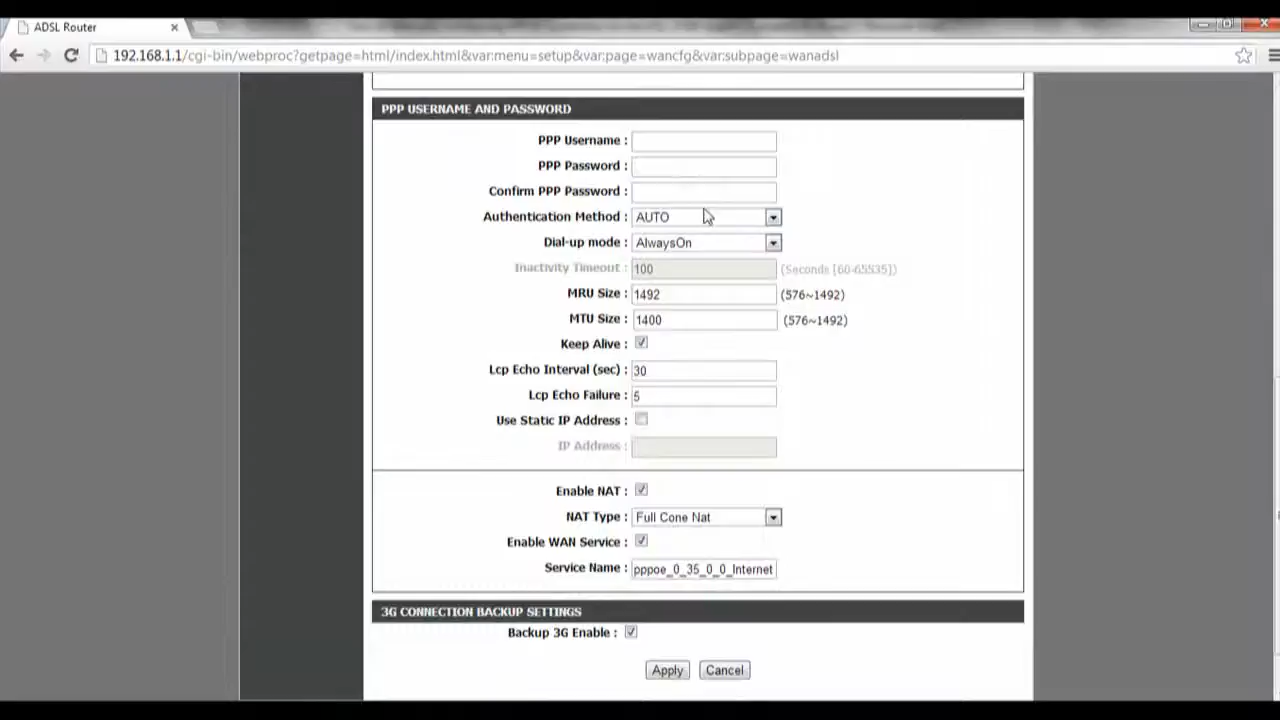 ADSL Router
192.168.1.1/cgi-bin/webproc?getpage=html/index.html&var:menu=setup&var:page=wancfg&var:subpage=wanadsl
PPP USERNAME AND PASSWORD
PPP Username :
PPP Password :
Confirm PPP Password :
Authentication Method : AUTO
Dial-up mode : AlwaysOn
Inactivity Timeout : 100 (Seconds [60-65535])
MRU Size : 1492 (576~1492)
MTU Size : 1400 (576~1492)
Keep Alive :
Lcp Echo Interval (sec) : 30
Lcp Echo Failure : 5
Use Static IP Address :
IP Address :
Enable NAT :
NAT Type : Full Cone Nat
Enable WAN Service :
Service Name : pppoe_0_35_0_0_Internet
3G CONNECTION BACKUP SETTINGS
Backup 3G Enable :
Apply Cancel